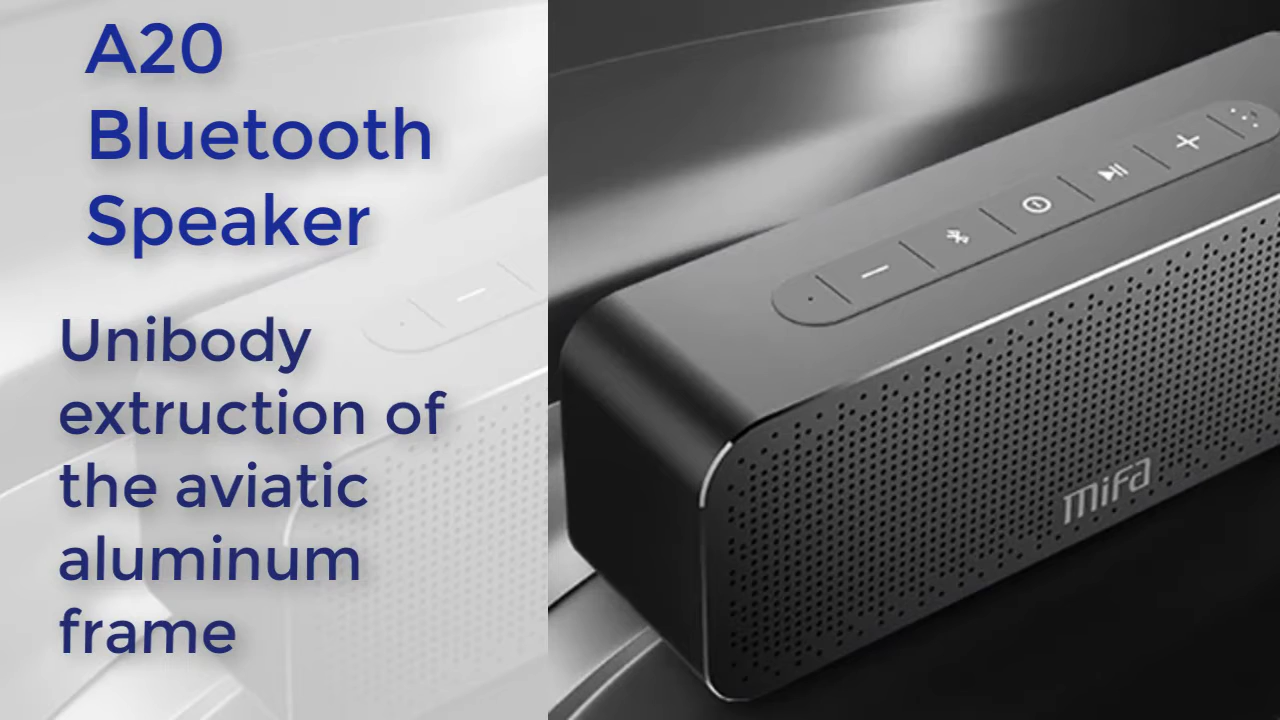 A20
Bluetooth
Speaker
Unibody
extruction of
the aviatic
aluminum
frame
mifa